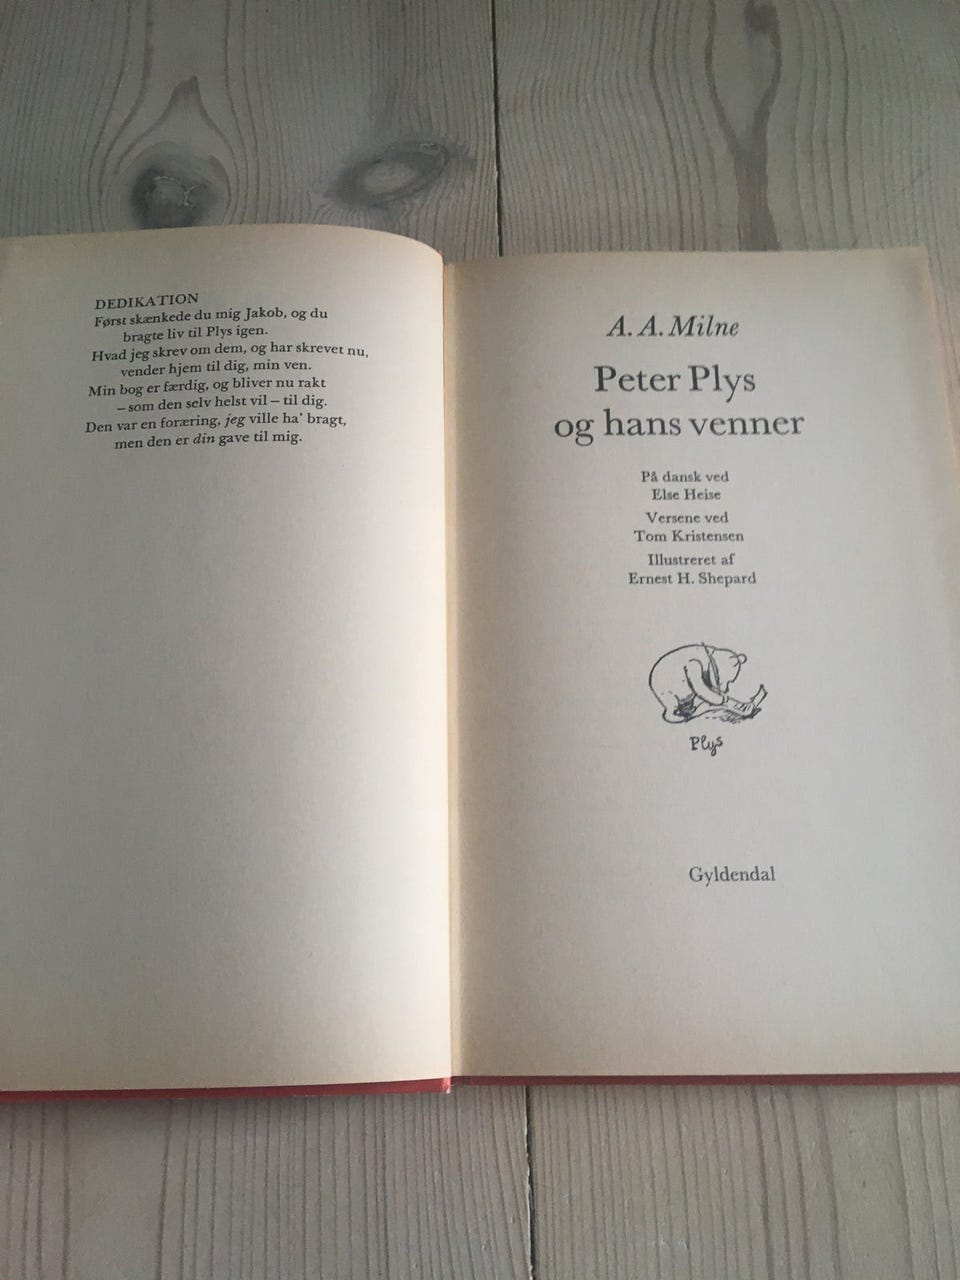 DEDIKATION
Først skænkede du mig Jakob, og du
bragte liv til Plys igen.
Hvad jeg skrev om dem, og har skrevet nu,
vender hjem til dig, min ven.
Min bog er færdig, og bliver nu rakt
– som den selv helst vil – til dig.
Den var en foræring, jeg ville ha' bragt,
men den er din gave til mig.
A. A. Milne
Peter Plys
og hans venner
På dansk ved
Else Heise
Versene ved
Tom Kristensen
Illustreret af
Ernest H. Shepard
Plys
Gyldendal